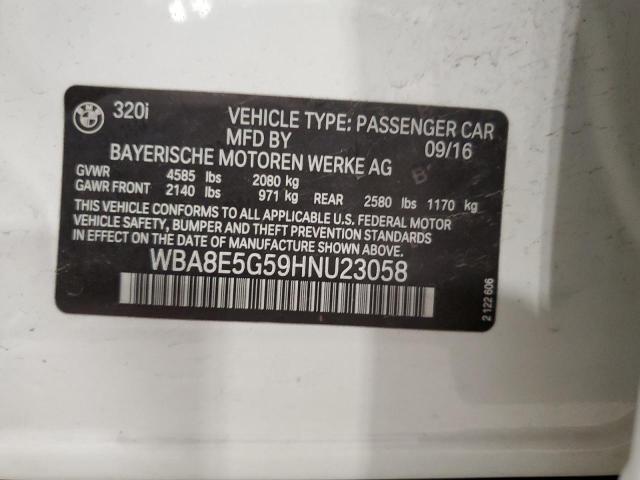 BMW 320i VEHICLE TYPE: PASSENGER CAR
MFD BY 09/16
BAYERISCHE MOTOREN WERKE AG
GVWR 4585 lbs 2080 kg
GAWR FRONT 2140 lbs 971 kg REAR 2580 lbs 1170 kg
THIS VEHICLE CONFORMS TO ALL APPLICABLE U.S. FEDERAL MOTOR
VEHICLE SAFETY, BUMPER AND THEFT PREVENTION STANDARDS
IN EFFECT ON THE DATE OF MANUFACTURE SHOWN ABOVE.
WBA8E5G59HNU23058
2 122 606